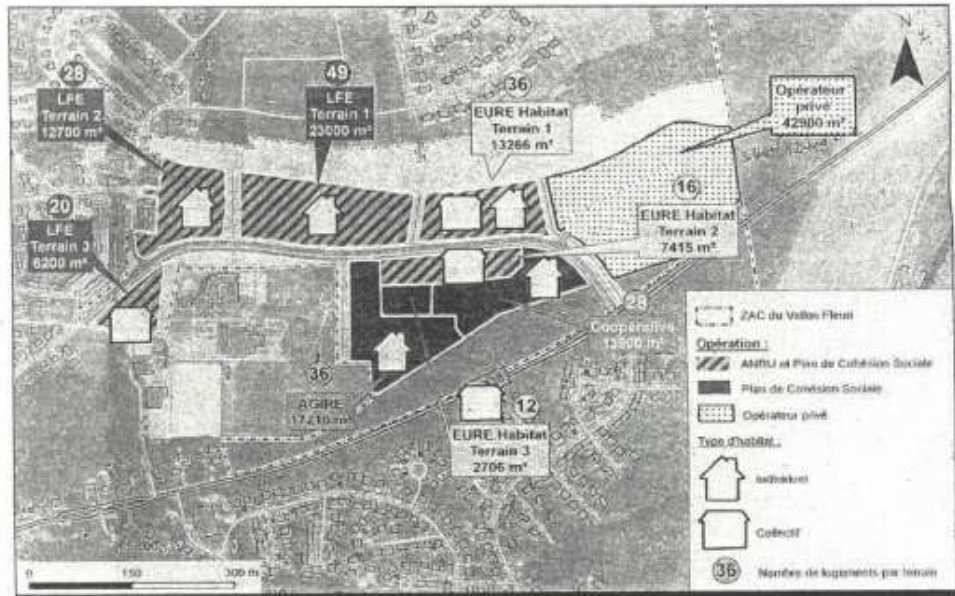 28
LFE
Terrain 2
12700 m²
49
LFE
Terrain 1
23000 m²
36
EURE Habitat
Terrain 1
13266 m²
Opérateur
privé
42900 m²
N
20
LFE
Terrain 3
6200 m²
16
EURE Habitat
Terrain 2
7415 m²
28
Coopérative
36
AGIRE
17210 m²
12
EURE Habitat
Terrain 3
2706 m²
ZAC du Vallon Fleuri
Opération :
ANRU et Plan de Cohésion Sociale
Plan de Cohésion Sociale
Opérateur privé
Type d'habitat :
Individuel
Collectif
36 Nombre de logements par terrain
0 150 300 m